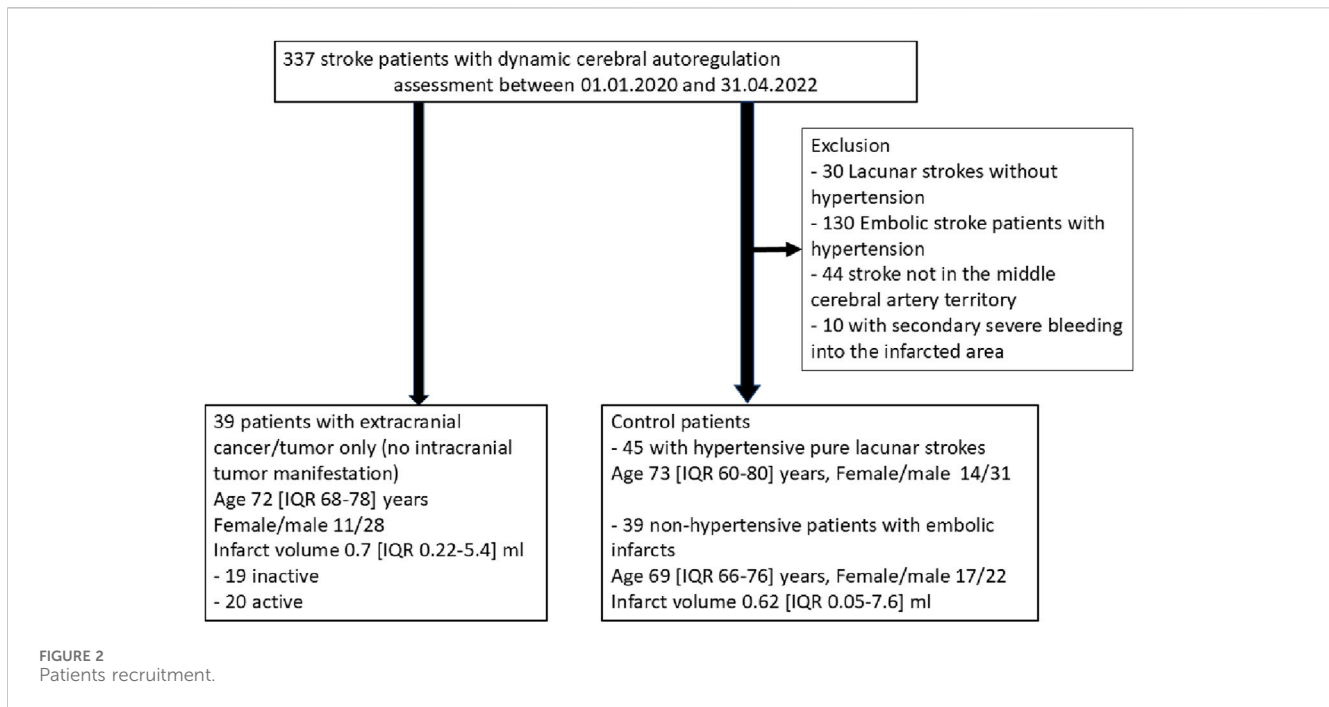 337 stroke patients with dynamic cerebral autoregulation
assessment between 01.01.2020 and 31.04.2022
Exclusion
- 30 Lacunar strokes without
hypertension
- 130 Embolic stroke patients with
hypertension
- 44 stroke not in the middle
cerebral artery territory
- 10 with secondary severe bleeding
into the infarcted area
39 patients with extracranial
cancer/tumor only (no intracranial
tumor manifestation)
Age 72 [IQR 68-78] years
Female/male 11/28
Infarct volume 0.7 [IQR 0.22-5.4] ml
- 19 inactive
- 20 active
Control patients
- 45 with hypertensive pure lacunar strokes
Age 73 [IQR 60-80] years, Female/male 14/31
- 39 non-hypertensive patients with embolic
infarcts
Age 69 [IQR 66-76] years, Female/male 17/22
Infarct volume 0.62 [IQR 0.05-7.6] ml
FIGURE 2
Patients recruitment.